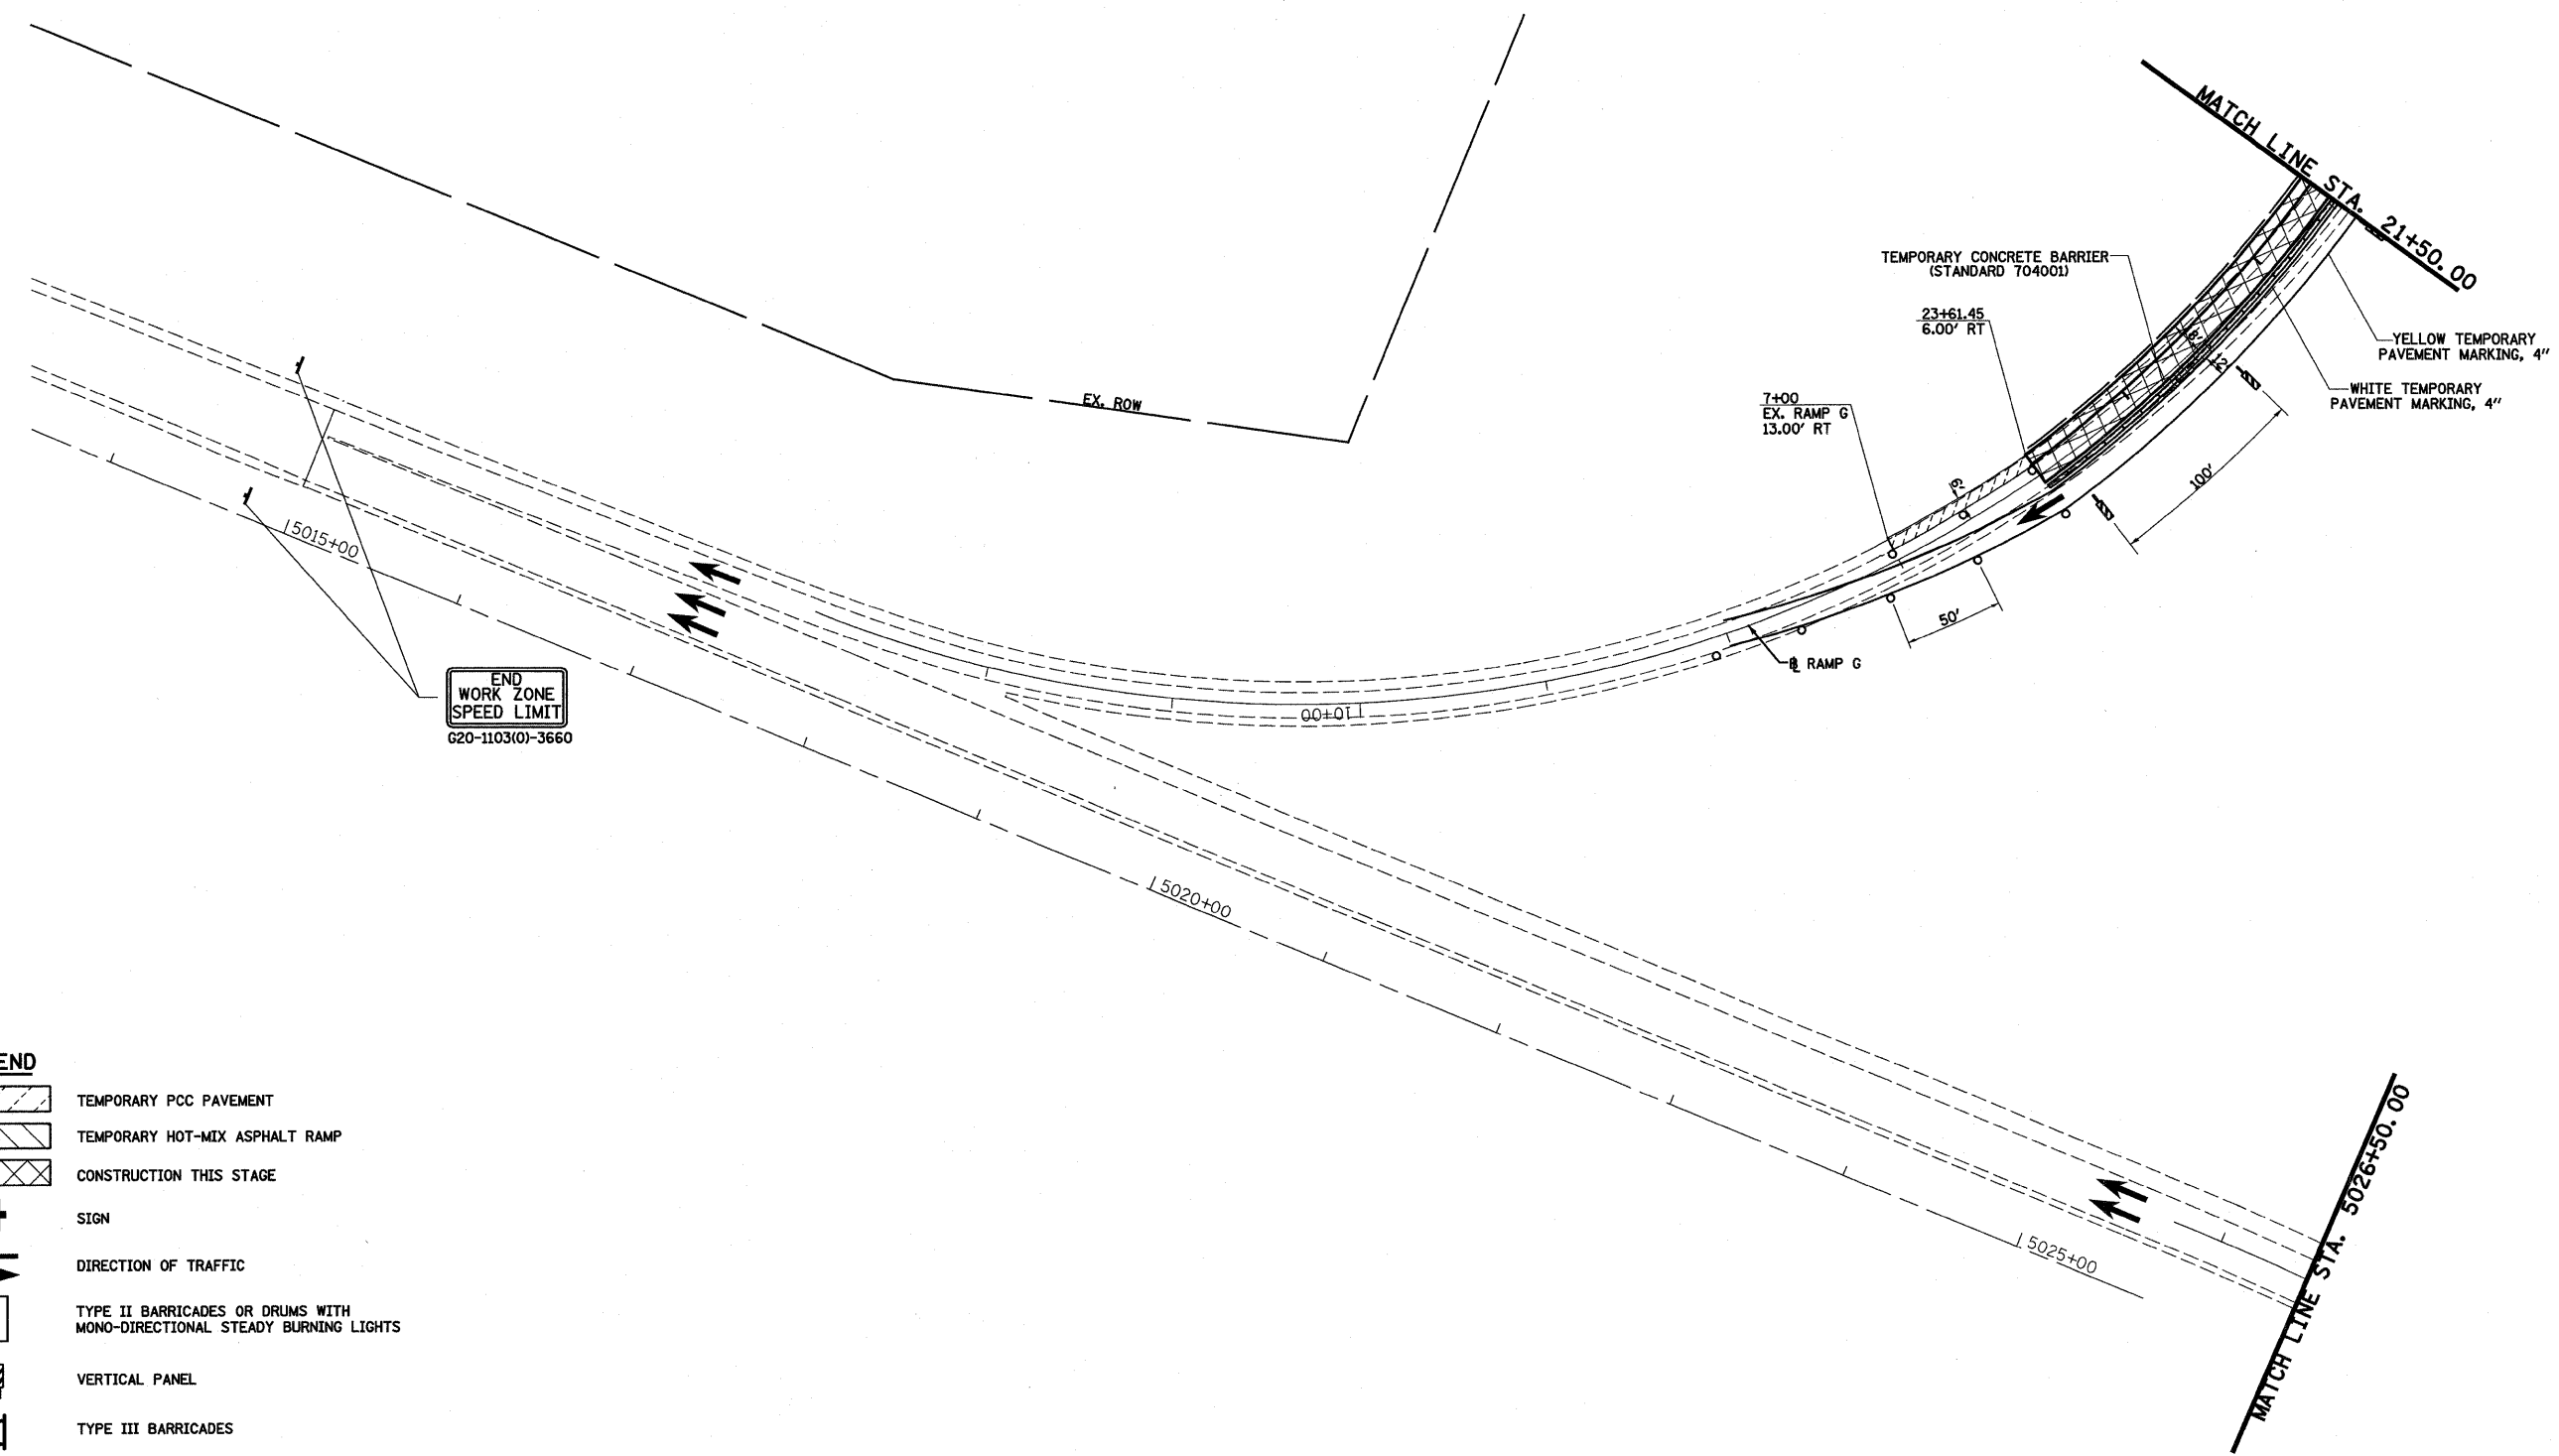 MATCH LINE STA. 21+50.00
TEMPORARY CONCRETE BARRIER
(STANDARD 704001)
23+61.45
6.00' RT
YELLOW TEMPORARY
PAVEMENT MARKING, 4"
WHITE TEMPORARY
PAVEMENT MARKING, 4"
8'
12'
7+00
EX. RAMP G
13.00' RT
EX. ROW
6'
100'
50'
5015+00
℄ RAMP G
END
WORK ZONE
SPEED LIMIT
G20-1103(0)-3660
10+00
5020+00
5025+00
MATCH LINE STA. 5026+50.00
END
TEMPORARY PCC PAVEMENT
TEMPORARY HOT-MIX ASPHALT RAMP
CONSTRUCTION THIS STAGE
SIGN
DIRECTION OF TRAFFIC
TYPE II BARRICADES OR DRUMS WITH
MONO-DIRECTIONAL STEADY BURNING LIGHTS
VERTICAL PANEL
TYPE III BARRICADES